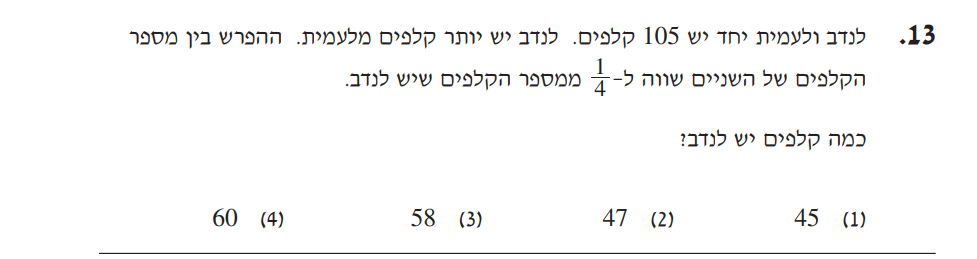 13. לנדב ולעמית יחד יש 105 קלפים. לנדב יש יותר קלפים מלעמית. ההפרש בין מספר
הקלפים של השניים שווה ל-1/4 ממספר הקלפים שיש לנדב.
כמה קלפים יש לנדב?
(1) 45 (2) 47 (3) 58 (4) 60